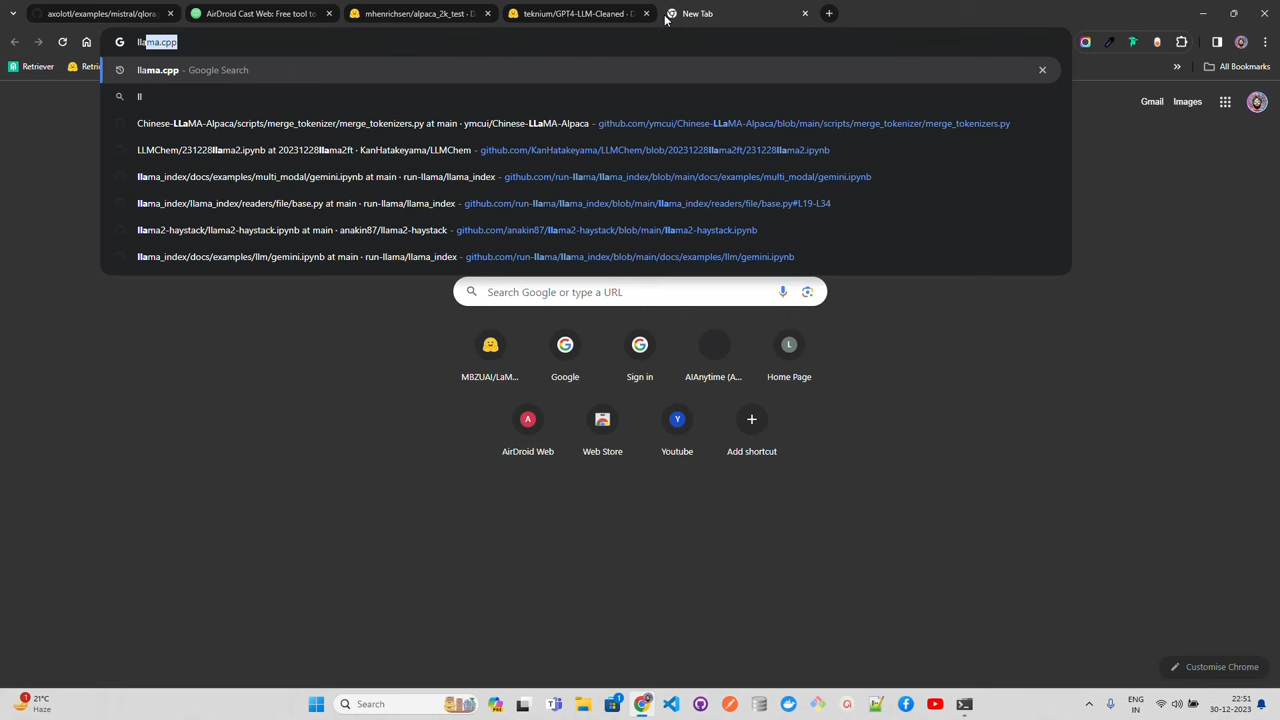 axolotl/examples/mistral/qlora
AirDroid Cast Web: Free tool to
mhenrichsen/alpaca_2k_test · D
teknium/GPT4-LLM-Cleaned · D
New Tab
llama.cpp
Retriever
Retri
All Bookmarks
llama.cpp - Google Search
ll
Chinese-LLaMA-Alpaca/scripts/merge_tokenizer/merge_tokenizers.py at main · ymcui/Chinese-LLaMA-Alpaca - github.com/ymcui/Chinese-LLaMA-Alpaca/blob/main/scripts/merge_tokenizer/merge_tokenizers.py
LLMChem/231228llama2.ipynb at 20231228llama2ft · KanHatakeyama/LLMChem - github.com/KanHatakeyama/LLMChem/blob/20231228llama2ft/231228llama2.ipynb
llama_index/docs/examples/multi_modal/gemini.ipynb at main · run-llama/llama_index - github.com/run-llama/llama_index/blob/main/docs/examples/multi_modal/gemini.ipynb
llama_index/llama_index/readers/file/base.py at main · run-llama/llama_index - github.com/run-llama/llama_index/blob/main/llama_index/readers/file/base.py#L19-L34
llama2-haystack/llama2-haystack.ipynb at main · anakin87/llama2-haystack - github.com/anakin87/llama2-haystack/blob/main/llama2-haystack.ipynb
llama_index/docs/examples/llm/gemini.ipynb at main · run-llama/llama_index - github.com/run-llama/llama_index/blob/main/docs/examples/llm/gemini.ipynb
Gmail Images
Search Google or type a URL
MBZUAI/LaM... Google Sign in AIAnytime (A... Home Page
AirDroid Web Web Store Youtube Add shortcut
Customise Chrome
21°C
Haze
Search
ENG
IN
22:51
30-12-2023